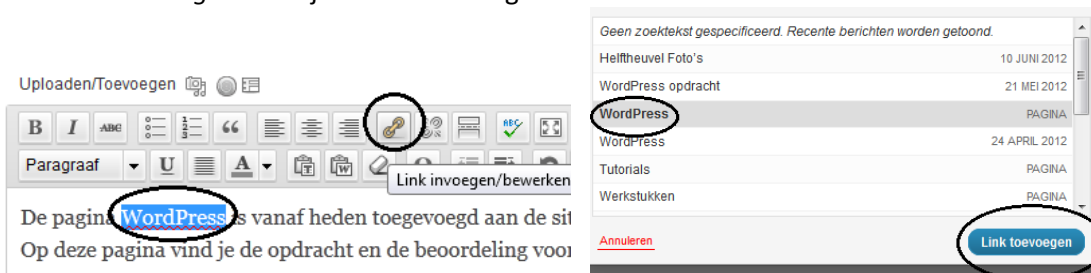 Uploaden/Toevoegen
B I ABC
Paragraaf U A
Link invoegen/bewerken
De pagina WordPress is vanaf heden toegevoegd aan de sit
Op deze pagina vind je de opdracht en de beoordeling voor
Geen zoektekst gespecificeerd. Recente berichten worden getoond.
Helftheuvel Foto's 10 JUNI 2012
WordPress opdracht 21 MEI 2012
WordPress PAGINA
WordPress 24 APRIL 2012
Tutorials PAGINA
Werkstukken PAGINA
Annuleren
Link toevoegen